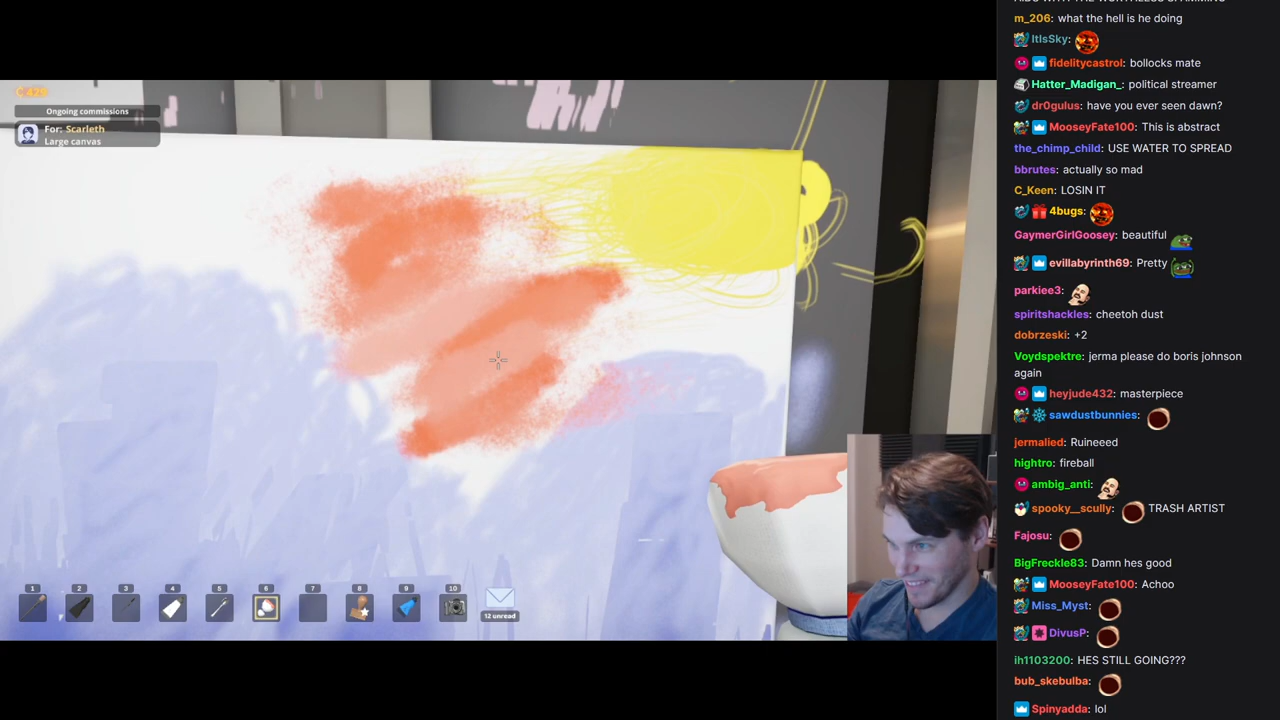 C 425
Ongoing commissions
For: Scarleth
Large canvas
1 2 3 4 5 6 7 8 9 10
12 unread
m_206: what the hell is he doing
ItIsSky:
fidelitycastrol: bollocks mate
Hatter_Madigan_: political streamer
dr0gulus: have you ever seen dawn?
MooseyFate100: This is abstract
the_chimp_child: USE WATER TO SPREAD
bbrutes: actually so mad
C_Keen: LOSIN IT
4bugs:
GaymerGirlGoosey: beautiful
evillabyrinth69: Pretty
parkiee3:
spiritshackles: cheetoh dust
dobrzeski: +2
Voydspektre: jerma please do boris johnson
again
heyjude432: masterpiece
sawdustbunnies:
jermalied: Ruineeed
hightro: fireball
ambig_anti:
spooky__scully: TRASH ARTIST
Fajosu:
BigFreckle83: Damn hes good
MooseyFate100: Achoo
Miss_Myst:
DivusP:
ih1103200: HES STILL GOING???
bub_skebulba:
Spinyadda: lol